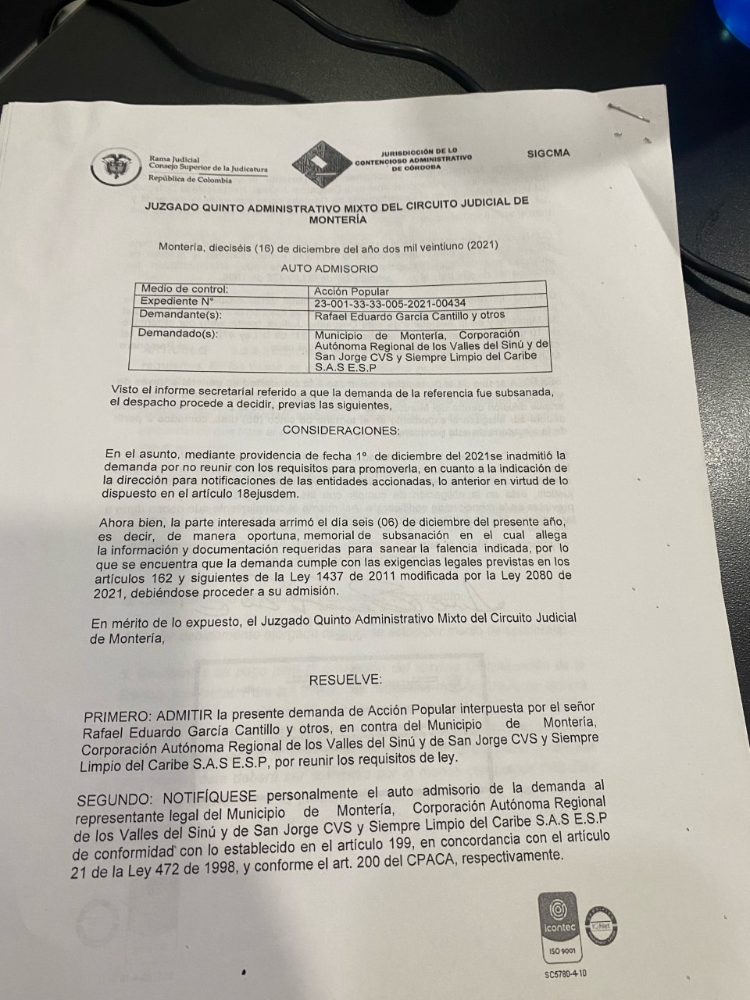 Rama Judicial
Consejo Superior de la Judicatura
República de Colombia
JURISDICCIÓN DE LO
CONTENCIOSO ADMINISTRATIVO
DE CÓRDOBA
SIGCMA
JUZGADO QUINTO ADMINISTRATIVO MIXTO DEL CIRCUITO JUDICIAL DE
MONTERÍA
Montería, dieciséis (16) de diciembre del año dos mil veintiuno (2021)
AUTO ADMISORIO
Medio de control: Acción Popular
Expediente N° 23-001-33-33-005-2021-00434
Demandante(s): Rafael Eduardo García Cantillo y otros
Demandado(s): Municipio de Montería, Corporación
Autónoma Regional de los Valles del Sinú y de
San Jorge CVS y Siempre Limpio del Caribe
S.A.S E.S.P
Visto el informe secretarial referido a que la demanda de la referencia fue subsanada,
el despacho procede a decidir, previas las siguientes,
CONSIDERACIONES:
En el asunto, mediante providencia de fecha 1° de diciembre del 2021se inadmitió la
demanda por no reunir con los requisitos para promoverla, en cuanto a la indicación de
la dirección para notificaciones de las entidades accionadas, lo anterior en virtud de lo
dispuesto en el artículo 18ejusdem.
Ahora bien, la parte interesada arrimó el día seis (06) de diciembre del presente año,
es decir, de manera oportuna, memorial de subsanación en el cual allega
la información y documentación requeridas para sanear la falencia indicada, por lo
que se encuentra que la demanda cumple con las exigencias legales previstas en los
artículos 162 y siguientes de la Ley 1437 de 2011 modificada por la Ley 2080 de
2021, debiéndose proceder a su admisión.
En mérito de lo expuesto, el Juzgado Quinto Administrativo Mixto del Circuito Judicial
de Montería,
RESUELVE:
PRIMERO: ADMITIR la presente demanda de Acción Popular interpuesta por el señor
Rafael Eduardo García Cantillo y otros, en contra del Municipio de Montería,
Corporación Autónoma Regional de los Valles del Sinú y de San Jorge CVS y Siempre
Limpio del Caribe S.A.S E.S.P, por reunir los requisitos de ley.
SEGUNDO: NOTIFÍQUESE personalmente el auto admisorio de la demanda al
representante legal del Municipio de Montería, Corporación Autónoma Regional
de los Valles del Sinú y de San Jorge CVS y Siempre Limpio del Caribe S.A.S E.S.P
de conformidad con lo establecido en el artículo 199, en concordancia con el artículo
21 de la Ley 472 de 1998, y conforme el art. 200 del CPACA, respectivamente.
icontec
ISO 9001
IQNet
SC5780-4-10